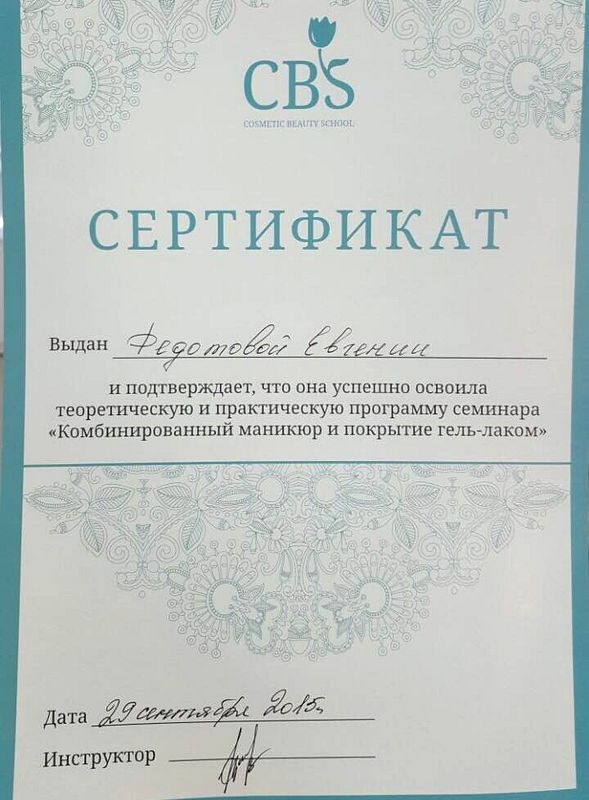 CBS
COSMETIC BEAUTY SCHOOL
СЕРТИФИКАТ
Выдан Федотовой Евгении
и подтверждает, что она успешно освоила
теоретическую и практическую программу семинара
«Комбинированный маникюр и покрытие гель-лаком»
Дата 29 сентября 2015г
Инструктор